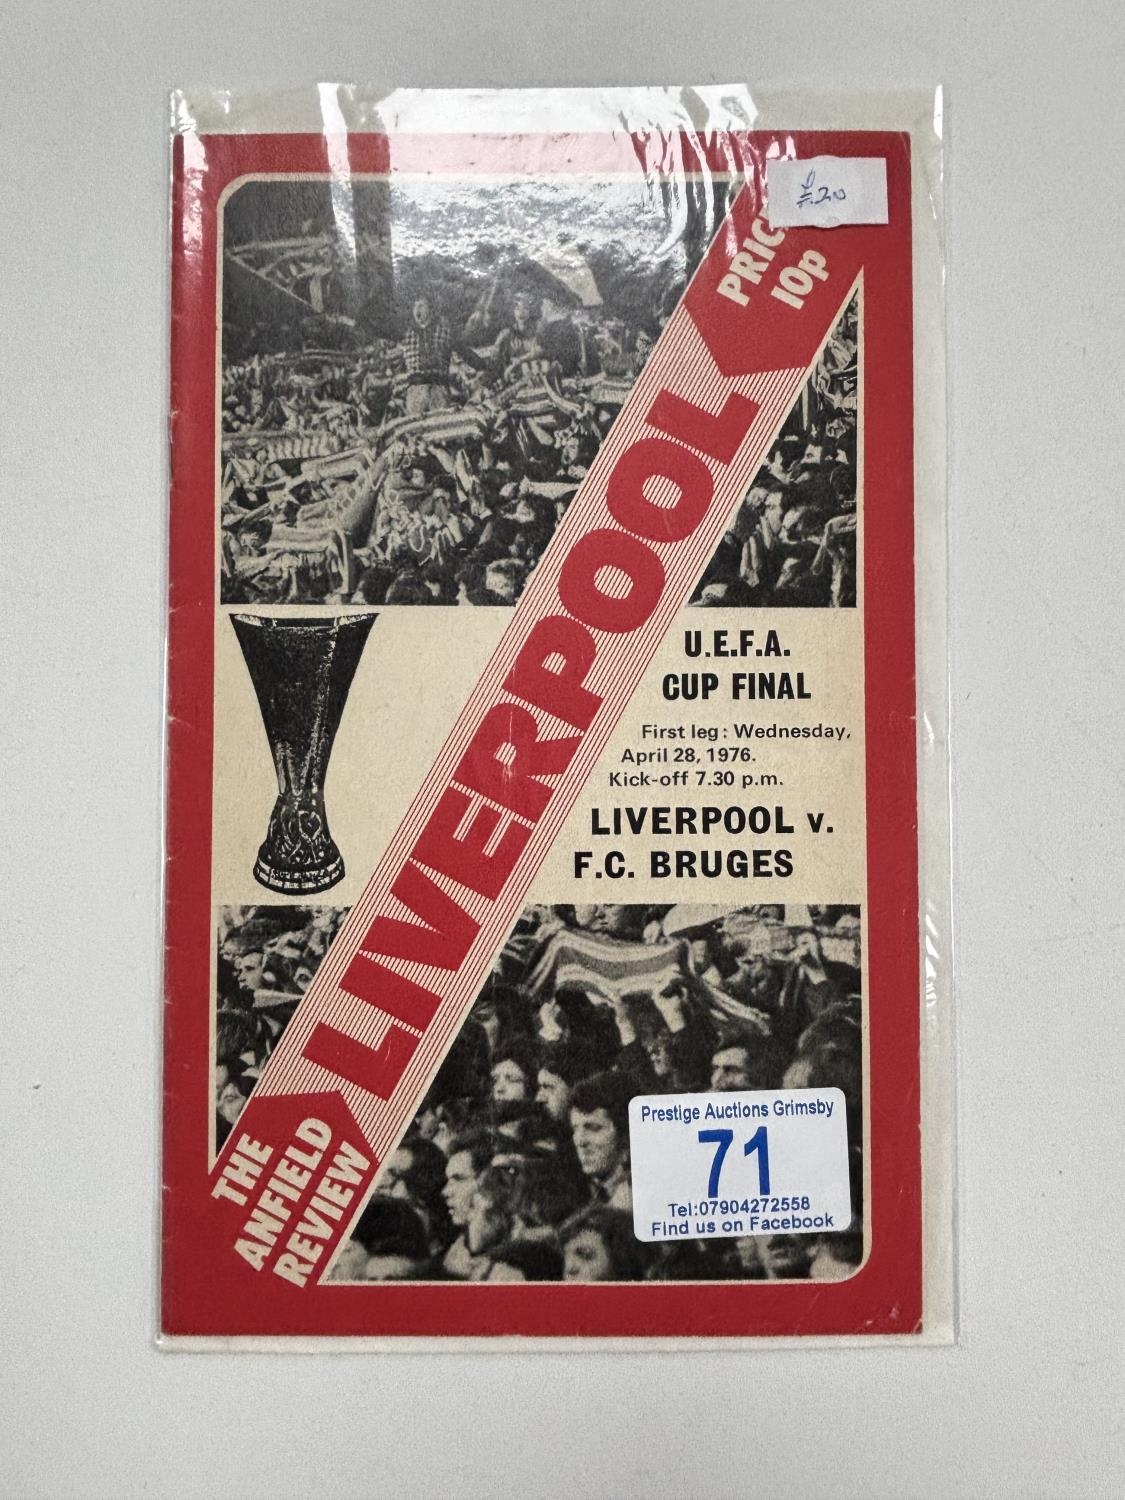 £20
PRIC
10p
LIVERPOOL
U.E.F.A.
CUP FINAL
First leg: Wednesday,
April 28, 1976.
Kick-off 7.30 p.m.
LIVERPOOL v.
F.C. BRUGES
THE
ANFIELD
REVIEW
Prestige Auctions Grimsby
71
Tel:07904272558
Find us on Facebook